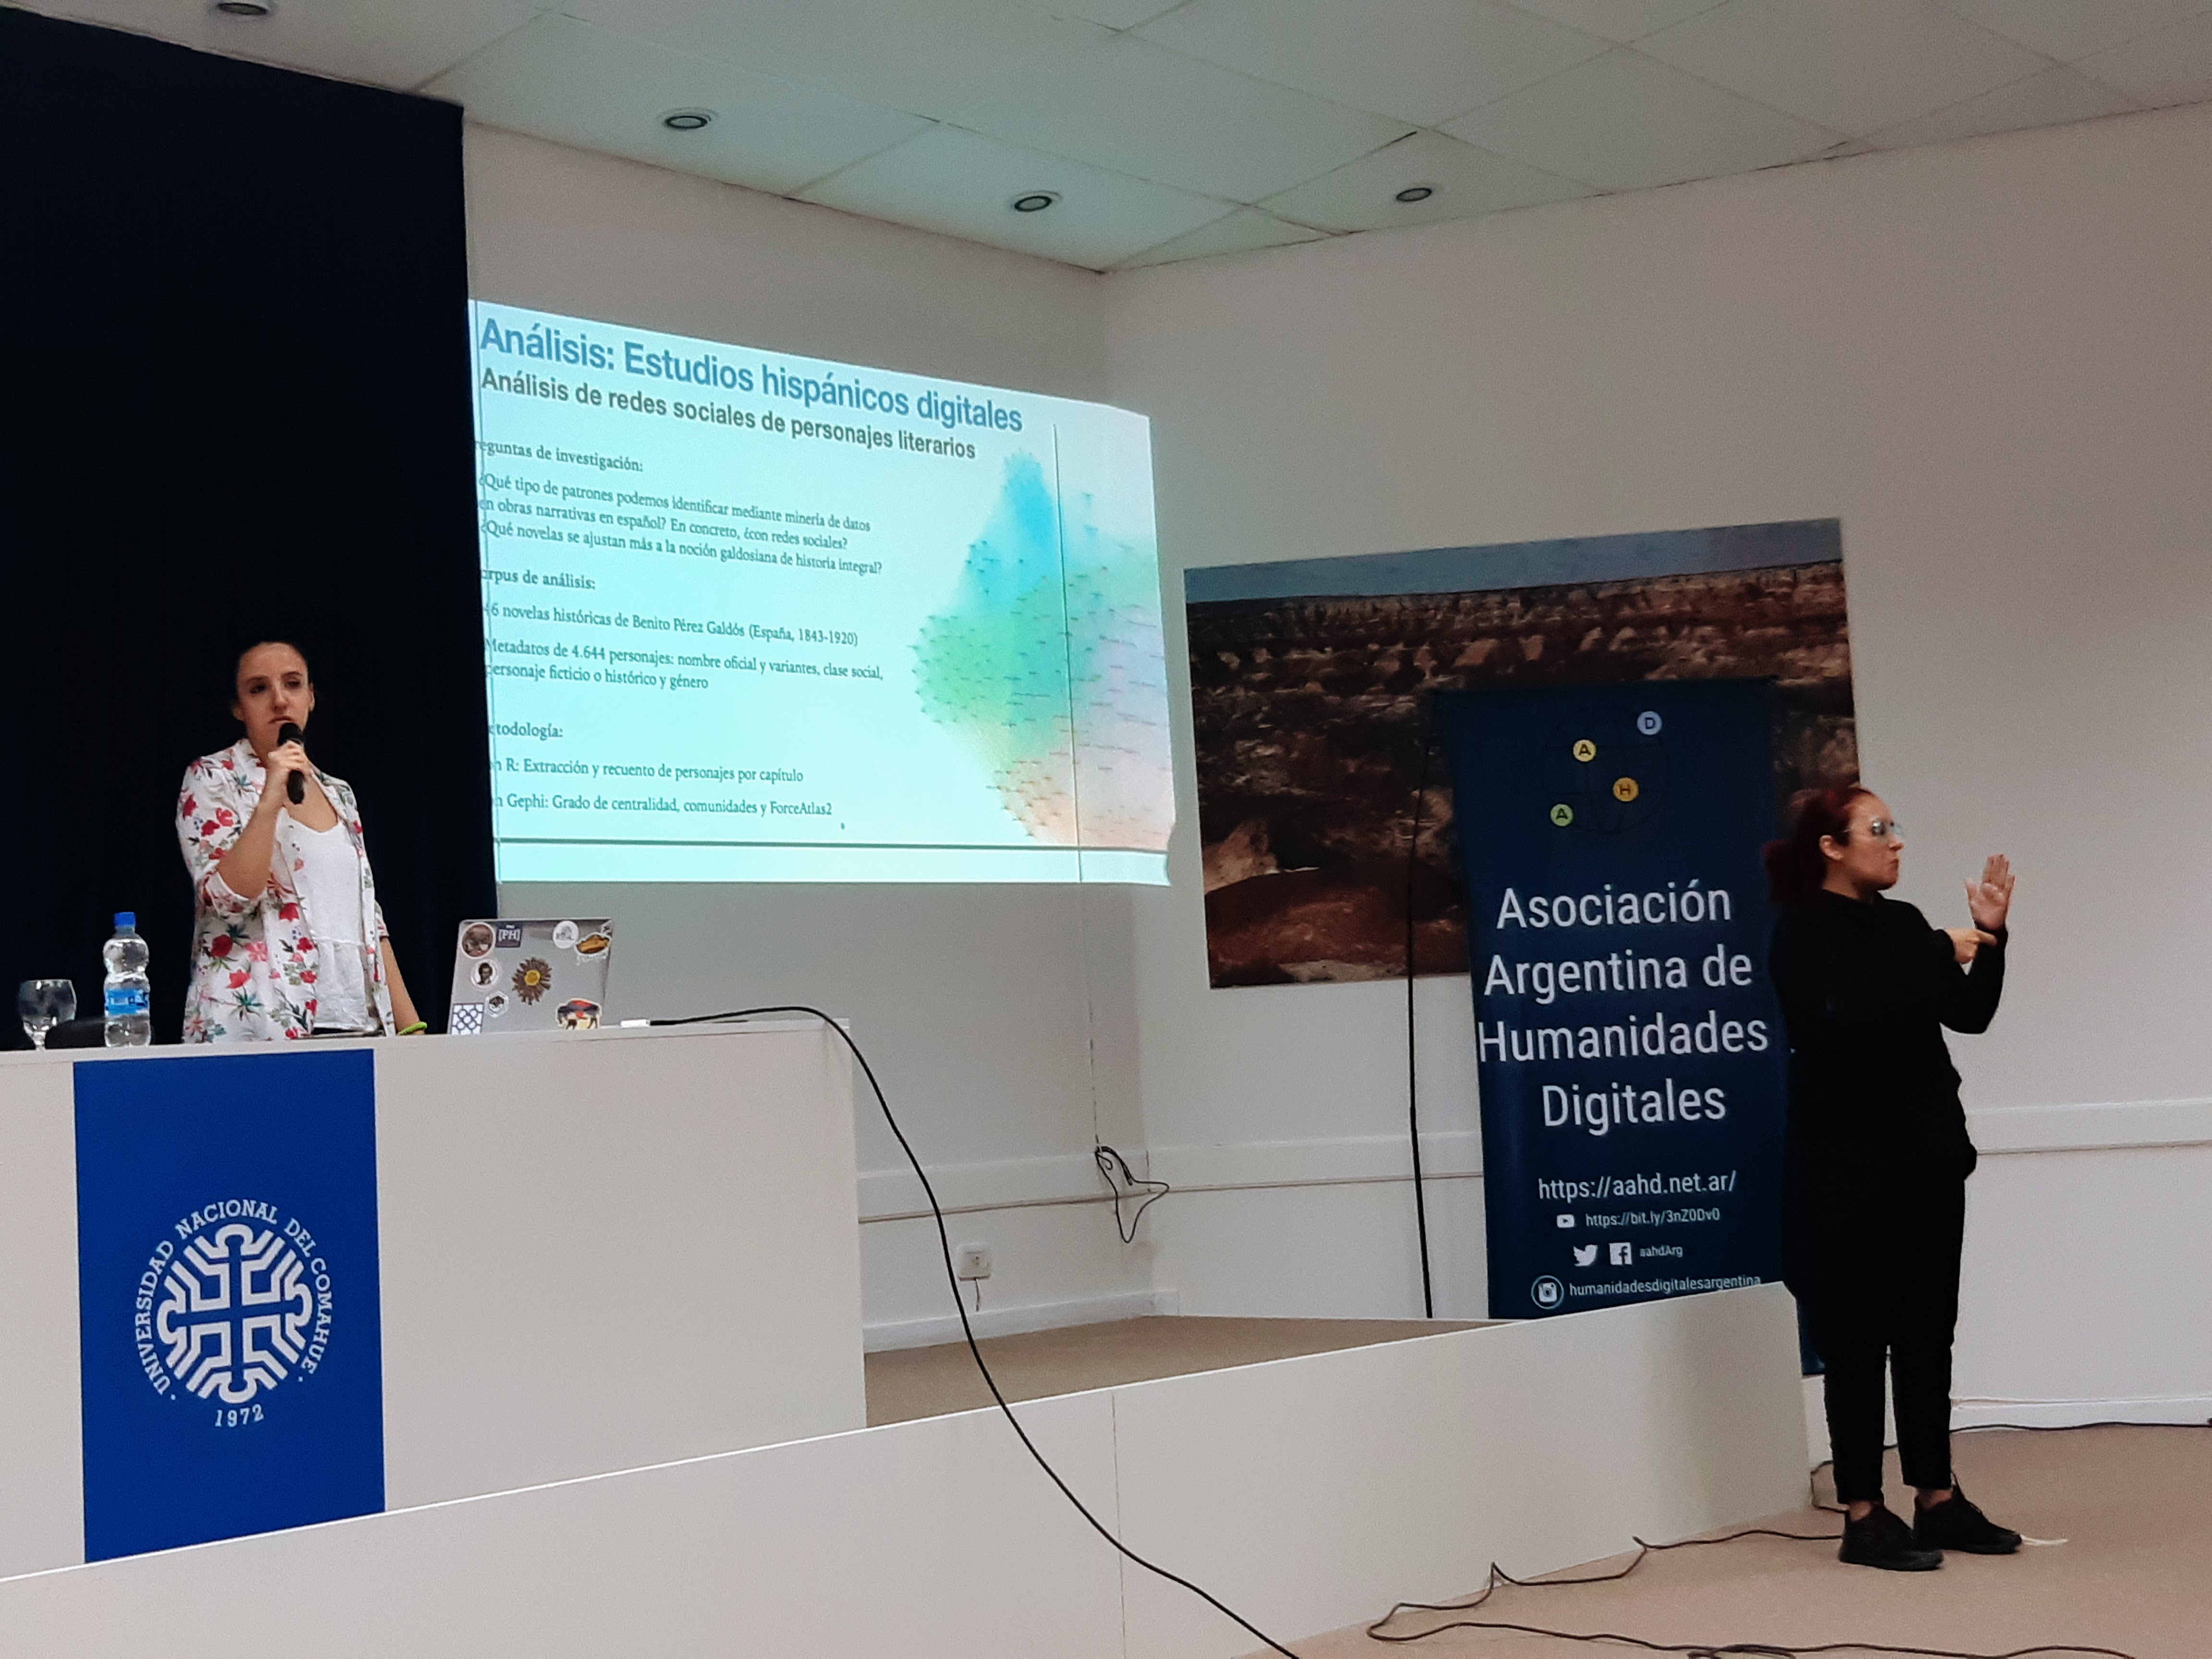 Análisis: Estudios hispánicos digitales
Análisis de redes sociales de personajes literarios
reguntas de investigación:
¿Qué tipo de patrones podemos identificar mediante minería de datos
en obras narrativas en español? En concreto, ¿con redes sociales?
¿Qué novelas se ajustan más a la noción galdosiana de historia integral?
rpus de análisis:
46 novelas históricas de Benito Pérez Galdós (España, 1843-1920)
Metadatos de 4.644 personajes: nombre oficial y variantes, clase social,
personaje ficticio o histórico y género
todología:
n R: Extracción y recuento de personajes por capítulo
n Gephi: Grado de centralidad, comunidades y ForceAtlas2
[PH]
UNIVERSIDAD NACIONAL DEL COMAHUE
1972
D
A
H
A
Asociación
Argentina de
Humanidades
Digitales
https://aahd.net.ar/
https://bit.ly/3nZ0Dv0
aahdArg
humanidadesdigitalesargentina